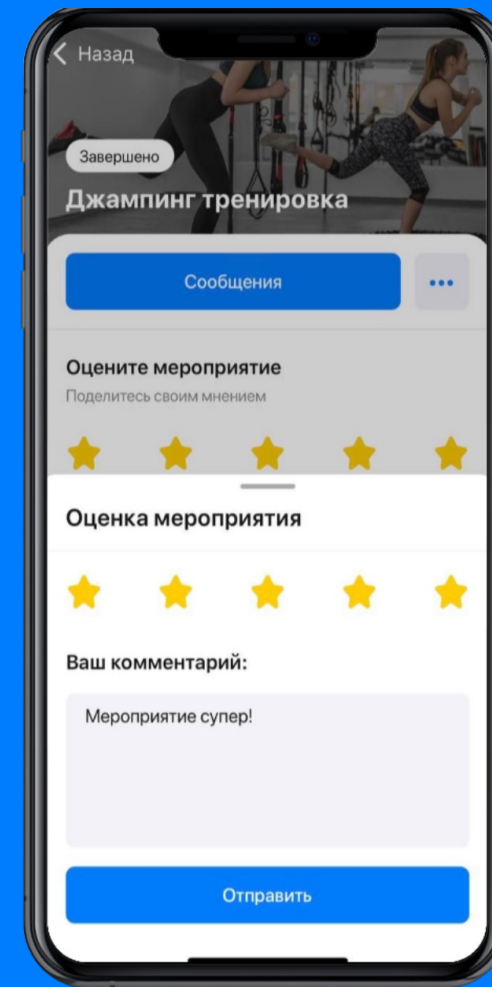 Назад
Завершено
Джампинг тренировка
Сообщения
Оцените мероприятие
Поделитесь своим мнением
Оценка мероприятия
Ваш комментарий:
Мероприятие супер!
Отправить